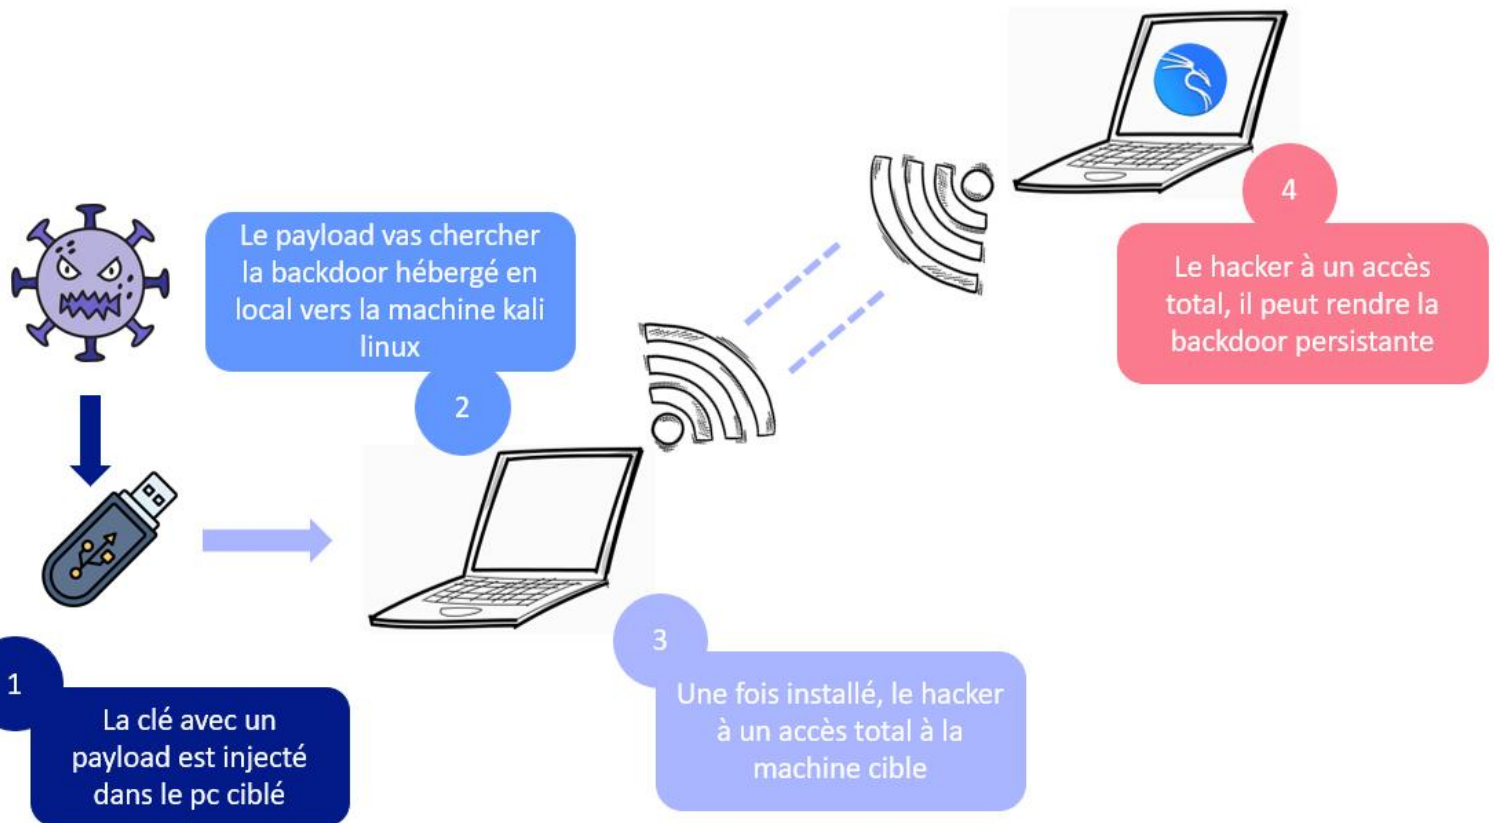 1
La clé avec un
payload est injecté
dans le pc ciblé
2
Le payload vas chercher
la backdoor hébergé en
local vers la machine kali
linux
3
Une fois installé, le hacker
à un accès total à la
machine cible
4
Le hacker à un accès
total, il peut rendre la
backdoor persistante